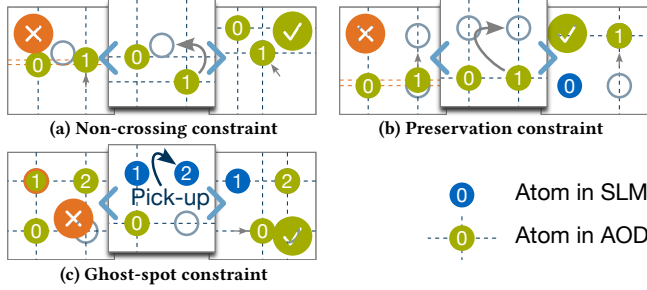 0 1 0 1 0 1
0 1 0 1 0 1
(a) Non-crossing constraint
(b) Preservation constraint
1 2 1 2 1 2
Pick-up
0 0 0
(c) Ghost-spot constraint
0 Atom in SLM
0 Atom in AOD